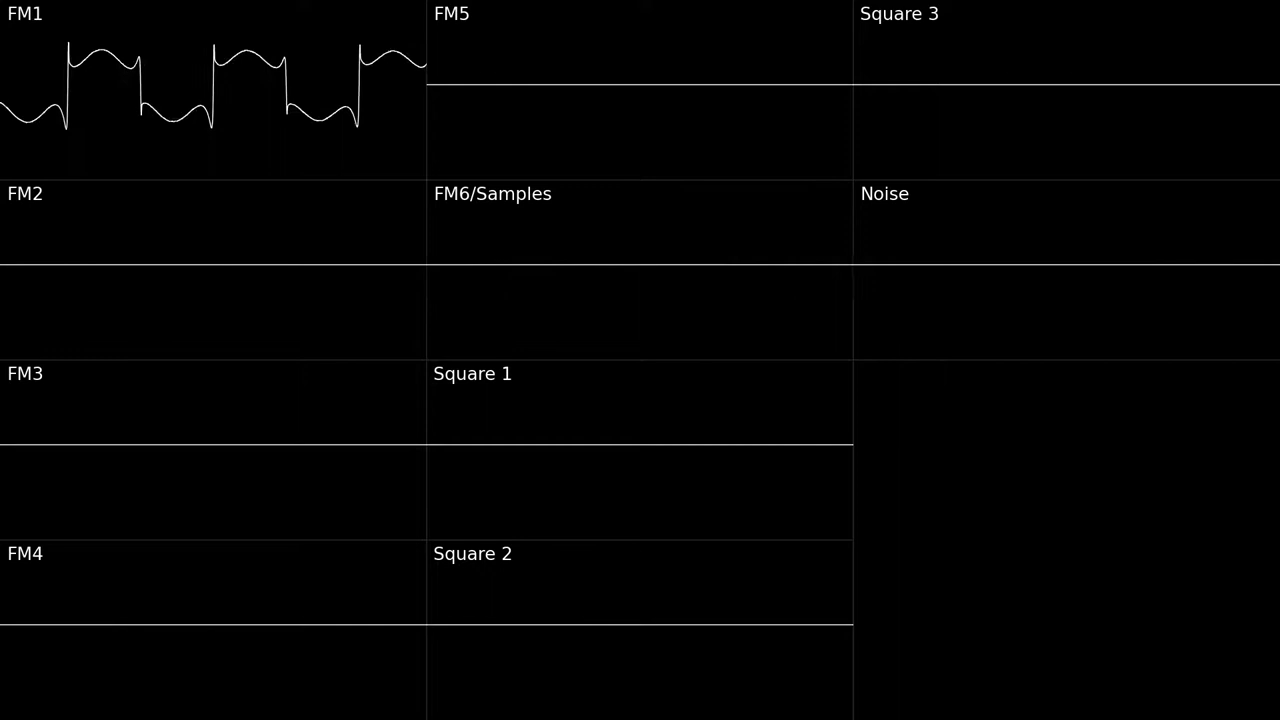 FM1
FM2
FM3
FM4
FM5
FM6/Samples
Square 1
Square 2
Square 3
Noise